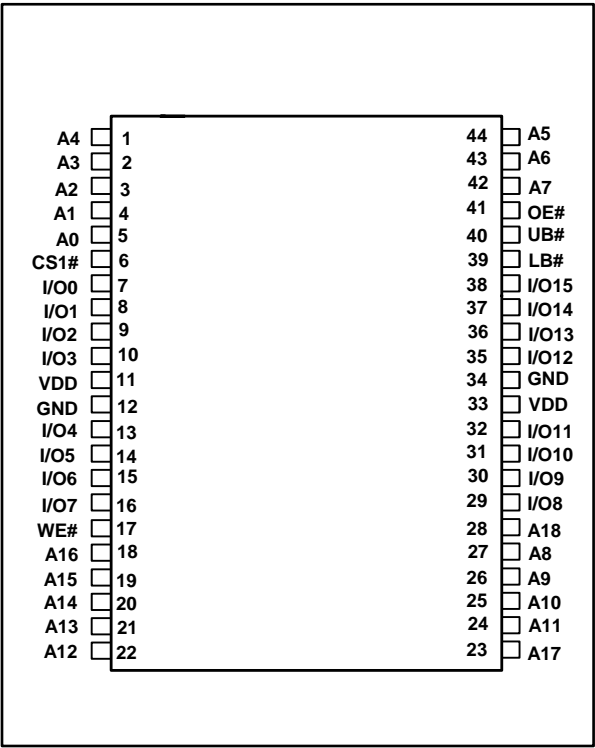 A4 1 44 A5
A3 2 43 A6
A2 3 42 A7
A1 4 41 OE#
A0 5 40 UB#
CS1# 6 39 LB#
I/O0 7 38 I/O15
I/O1 8 37 I/O14
I/O2 9 36 I/O13
I/O3 10 35 I/O12
VDD 11 34 GND
GND 12 33 VDD
I/O4 13 32 I/O11
I/O5 14 31 I/O10
I/O6 15 30 I/O9
I/O7 16 29 I/O8
WE# 17 28 A18
A16 18 27 A8
A15 19 26 A9
A14 20 25 A10
A13 21 24 A11
A12 22 23 A17